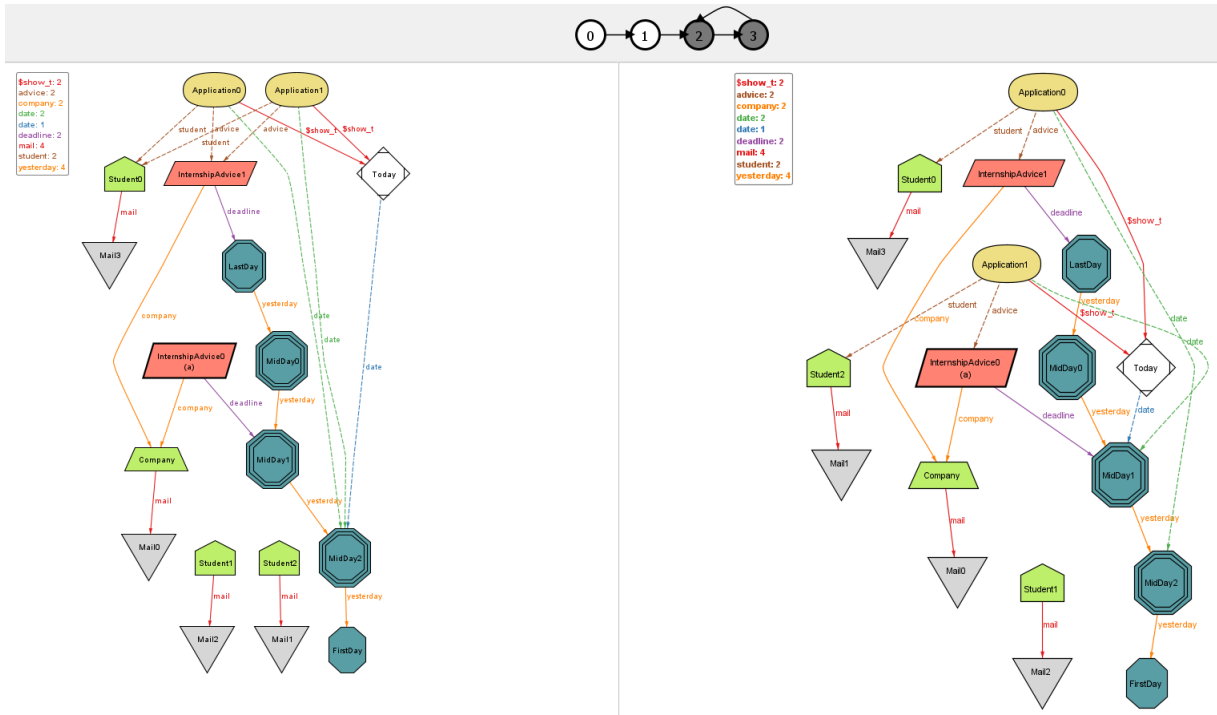 0 1 2 3
$show_t: 2
advice: 2
company: 2
date: 2
date: 1
deadline: 2
mail: 4
student: 2
yesterday: 4
Application0
Application1
student
advice
advice
$show_t
$show_t
student
Student0
InternshipAdvice1
Today
mail
deadline
Mail3
LastDay
yesterday
company
date
date
InternshipAdvice0
(a)
MidDay0
date
company
deadline
yesterday
Company
MidDay1
mail
yesterday
Mail0
Student1
Student2
MidDay2
mail
mail
yesterday
Mail2
Mail1
FirstDay
$show_t: 2
advice: 2
company: 2
date: 2
date: 1
deadline: 2
mail: 4
student: 2
yesterday: 4
Application0
student
advice
Student0
InternshipAdvice1
mail
deadline
$show_t
Mail3
Application1
LastDay
student
company
advice
yesterday
$show_t
date
date
Student2
InternshipAdvice0
(a)
MidDay0
Today
mail
company
deadline
yesterday
date
Mail1
Company
MidDay1
mail
yesterday
Mail0
Student1
MidDay2
mail
yesterday
Mail2
FirstDay